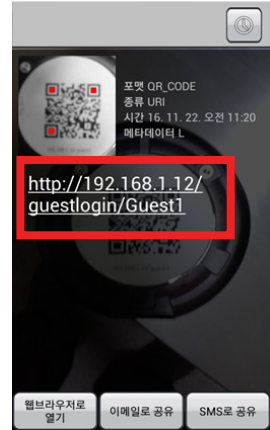 포맷 QR_CODE
종류 URI
시간 16. 11. 22. 오전 11:20
메타데이터 L
http://192.168.1.12/
guestlogin/Guest1
웹브라우저로
열기
이메일로 공유
SMS로 공유